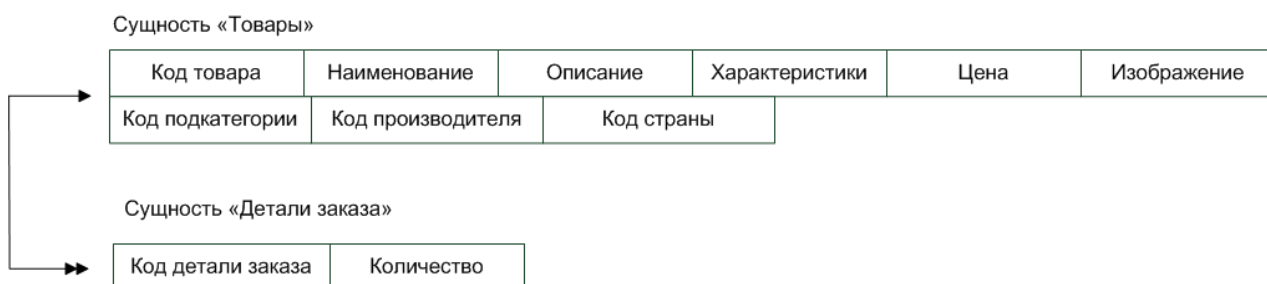 Сущность «Товары»
Код товара Наименование Описание Характеристики Цена Изображение
Код подкатегории Код производителя Код страны
Сущность «Детали заказа»
Код детали заказа Количество